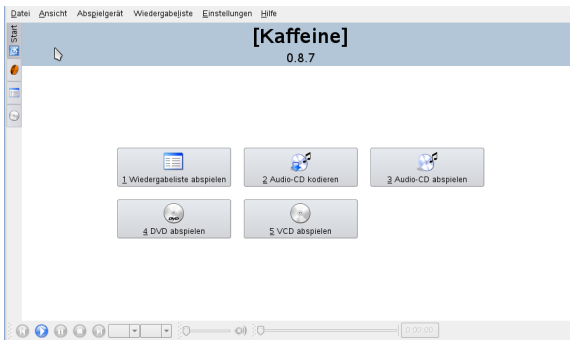 Datei Ansicht Abspielgerät Wiedergabeliste Einstellungen Hilfe
Start
[Kaffeine]
0.8.7
1 Wiedergabeliste abspielen
2 Audio-CD kodieren
3 Audio-CD abspielen
DVD
4 DVD abspielen
5 VCD abspielen
0:00:00